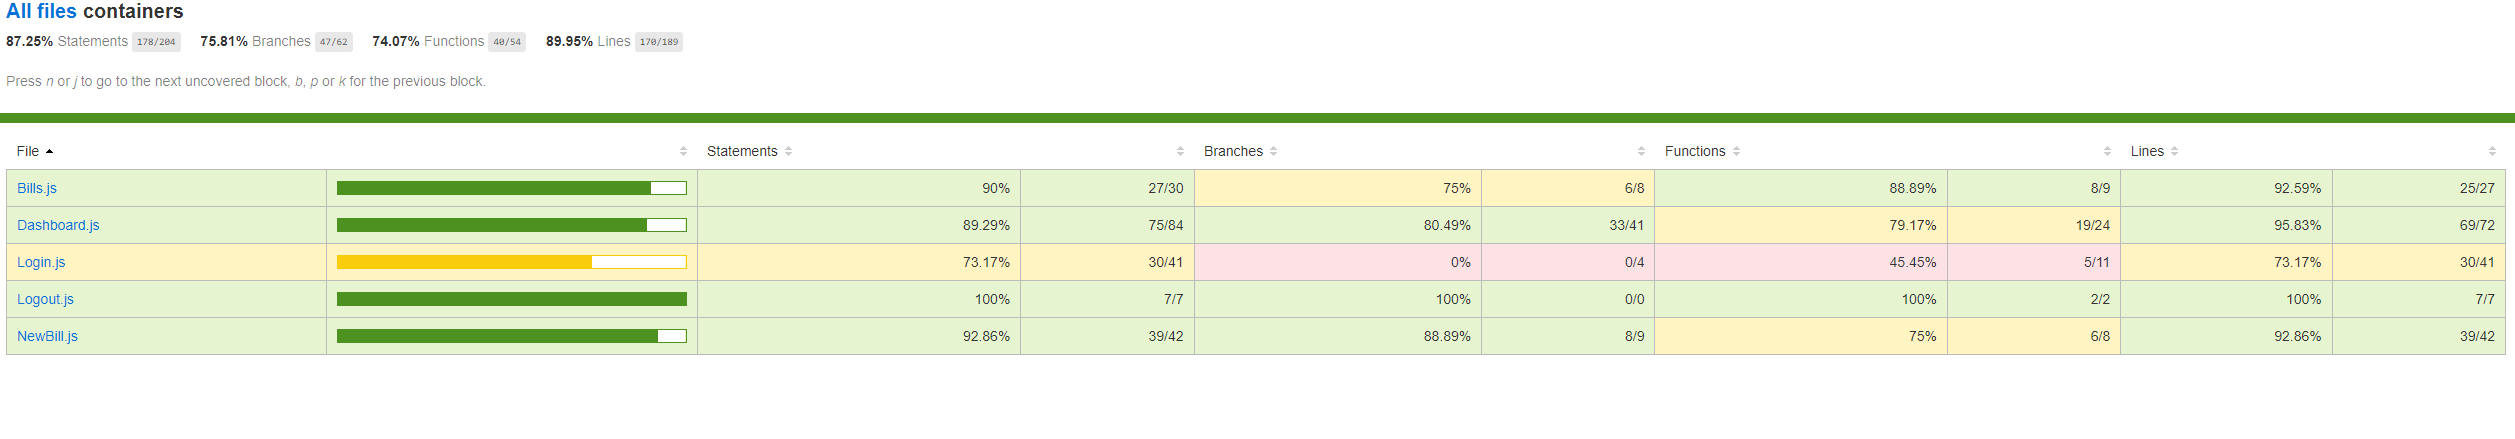 All files containers
87.25% Statements 178/204 75.81% Branches 47/62 74.07% Functions 40/54 89.95% Lines 170/189
Press n or j to go to the next uncovered block, b, p or k for the previous block.
File Statements Branches Functions Lines
Bills.js 90% 27/30 75% 6/8 88.89% 8/9 92.59% 25/27
Dashboard.js 89.29% 75/84 80.49% 33/41 79.17% 19/24 95.83% 69/72
Login.js 73.17% 30/41 0% 0/4 45.45% 5/11 73.17% 30/41
Logout.js 100% 7/7 100% 0/0 100% 2/2 100% 7/7
NewBill.js 92.86% 39/42 88.89% 8/9 75% 6/8 92.86% 39/42